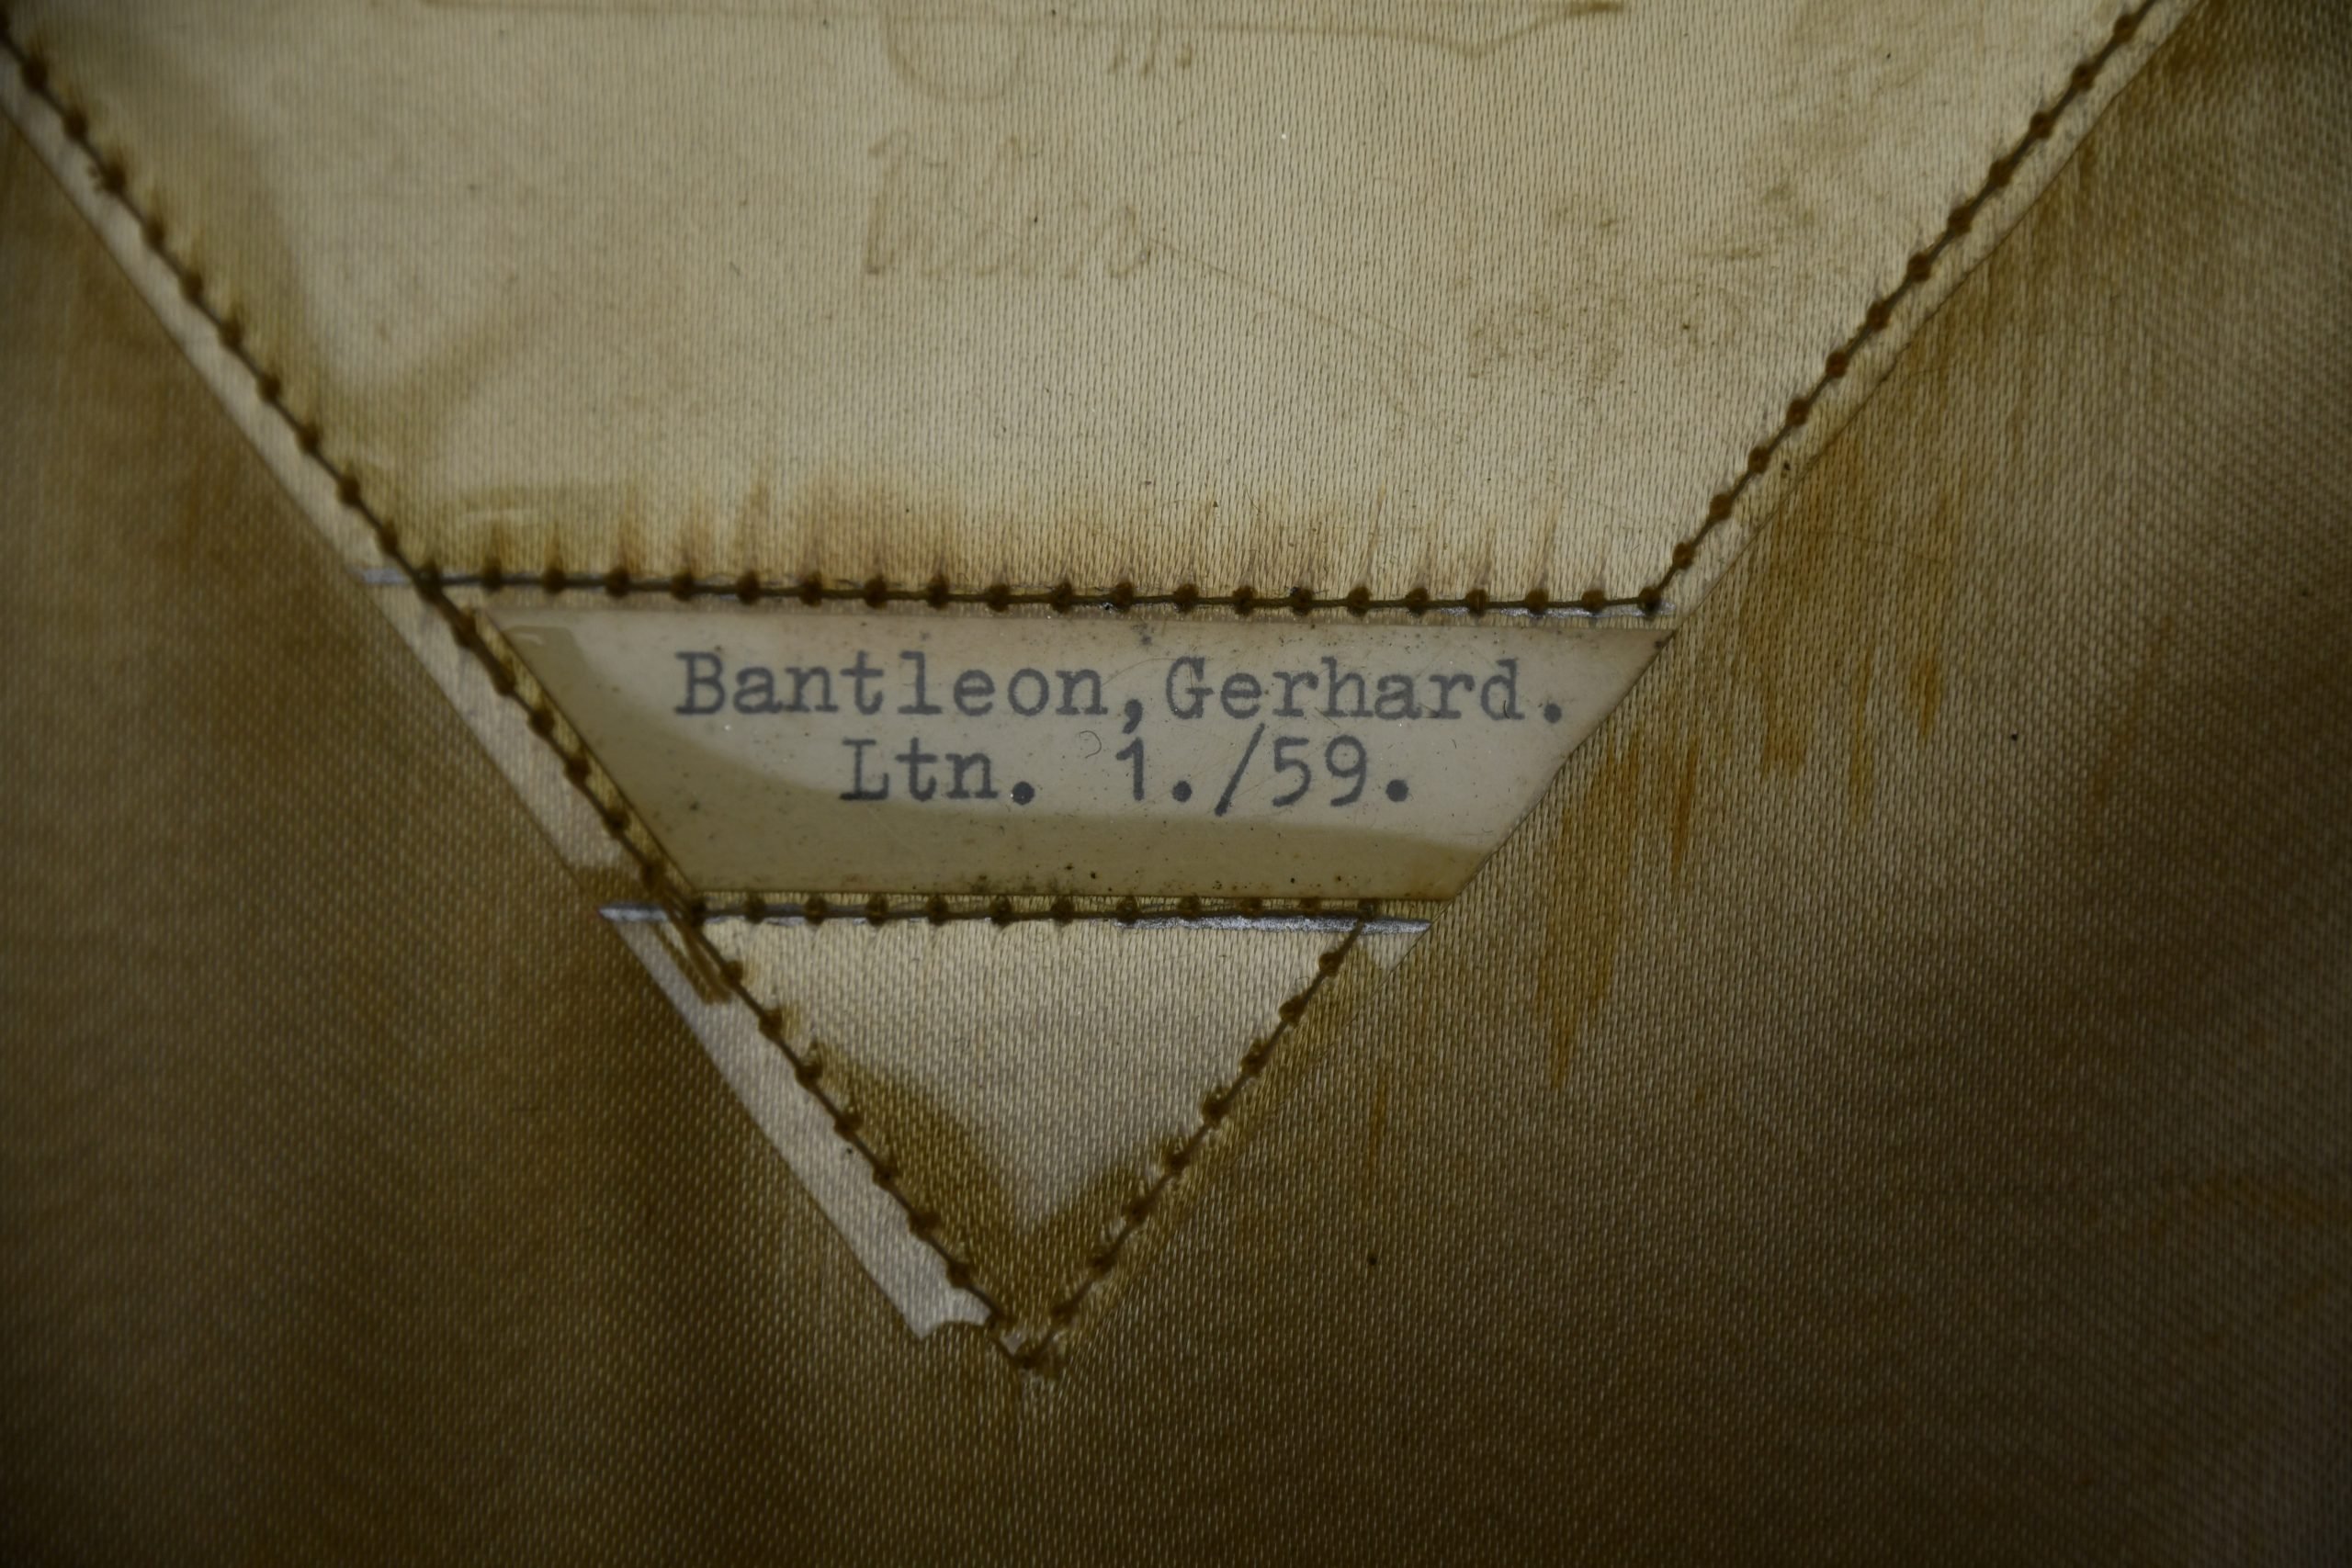 Bantleon,Gerhard.
Ltn. 1./59.